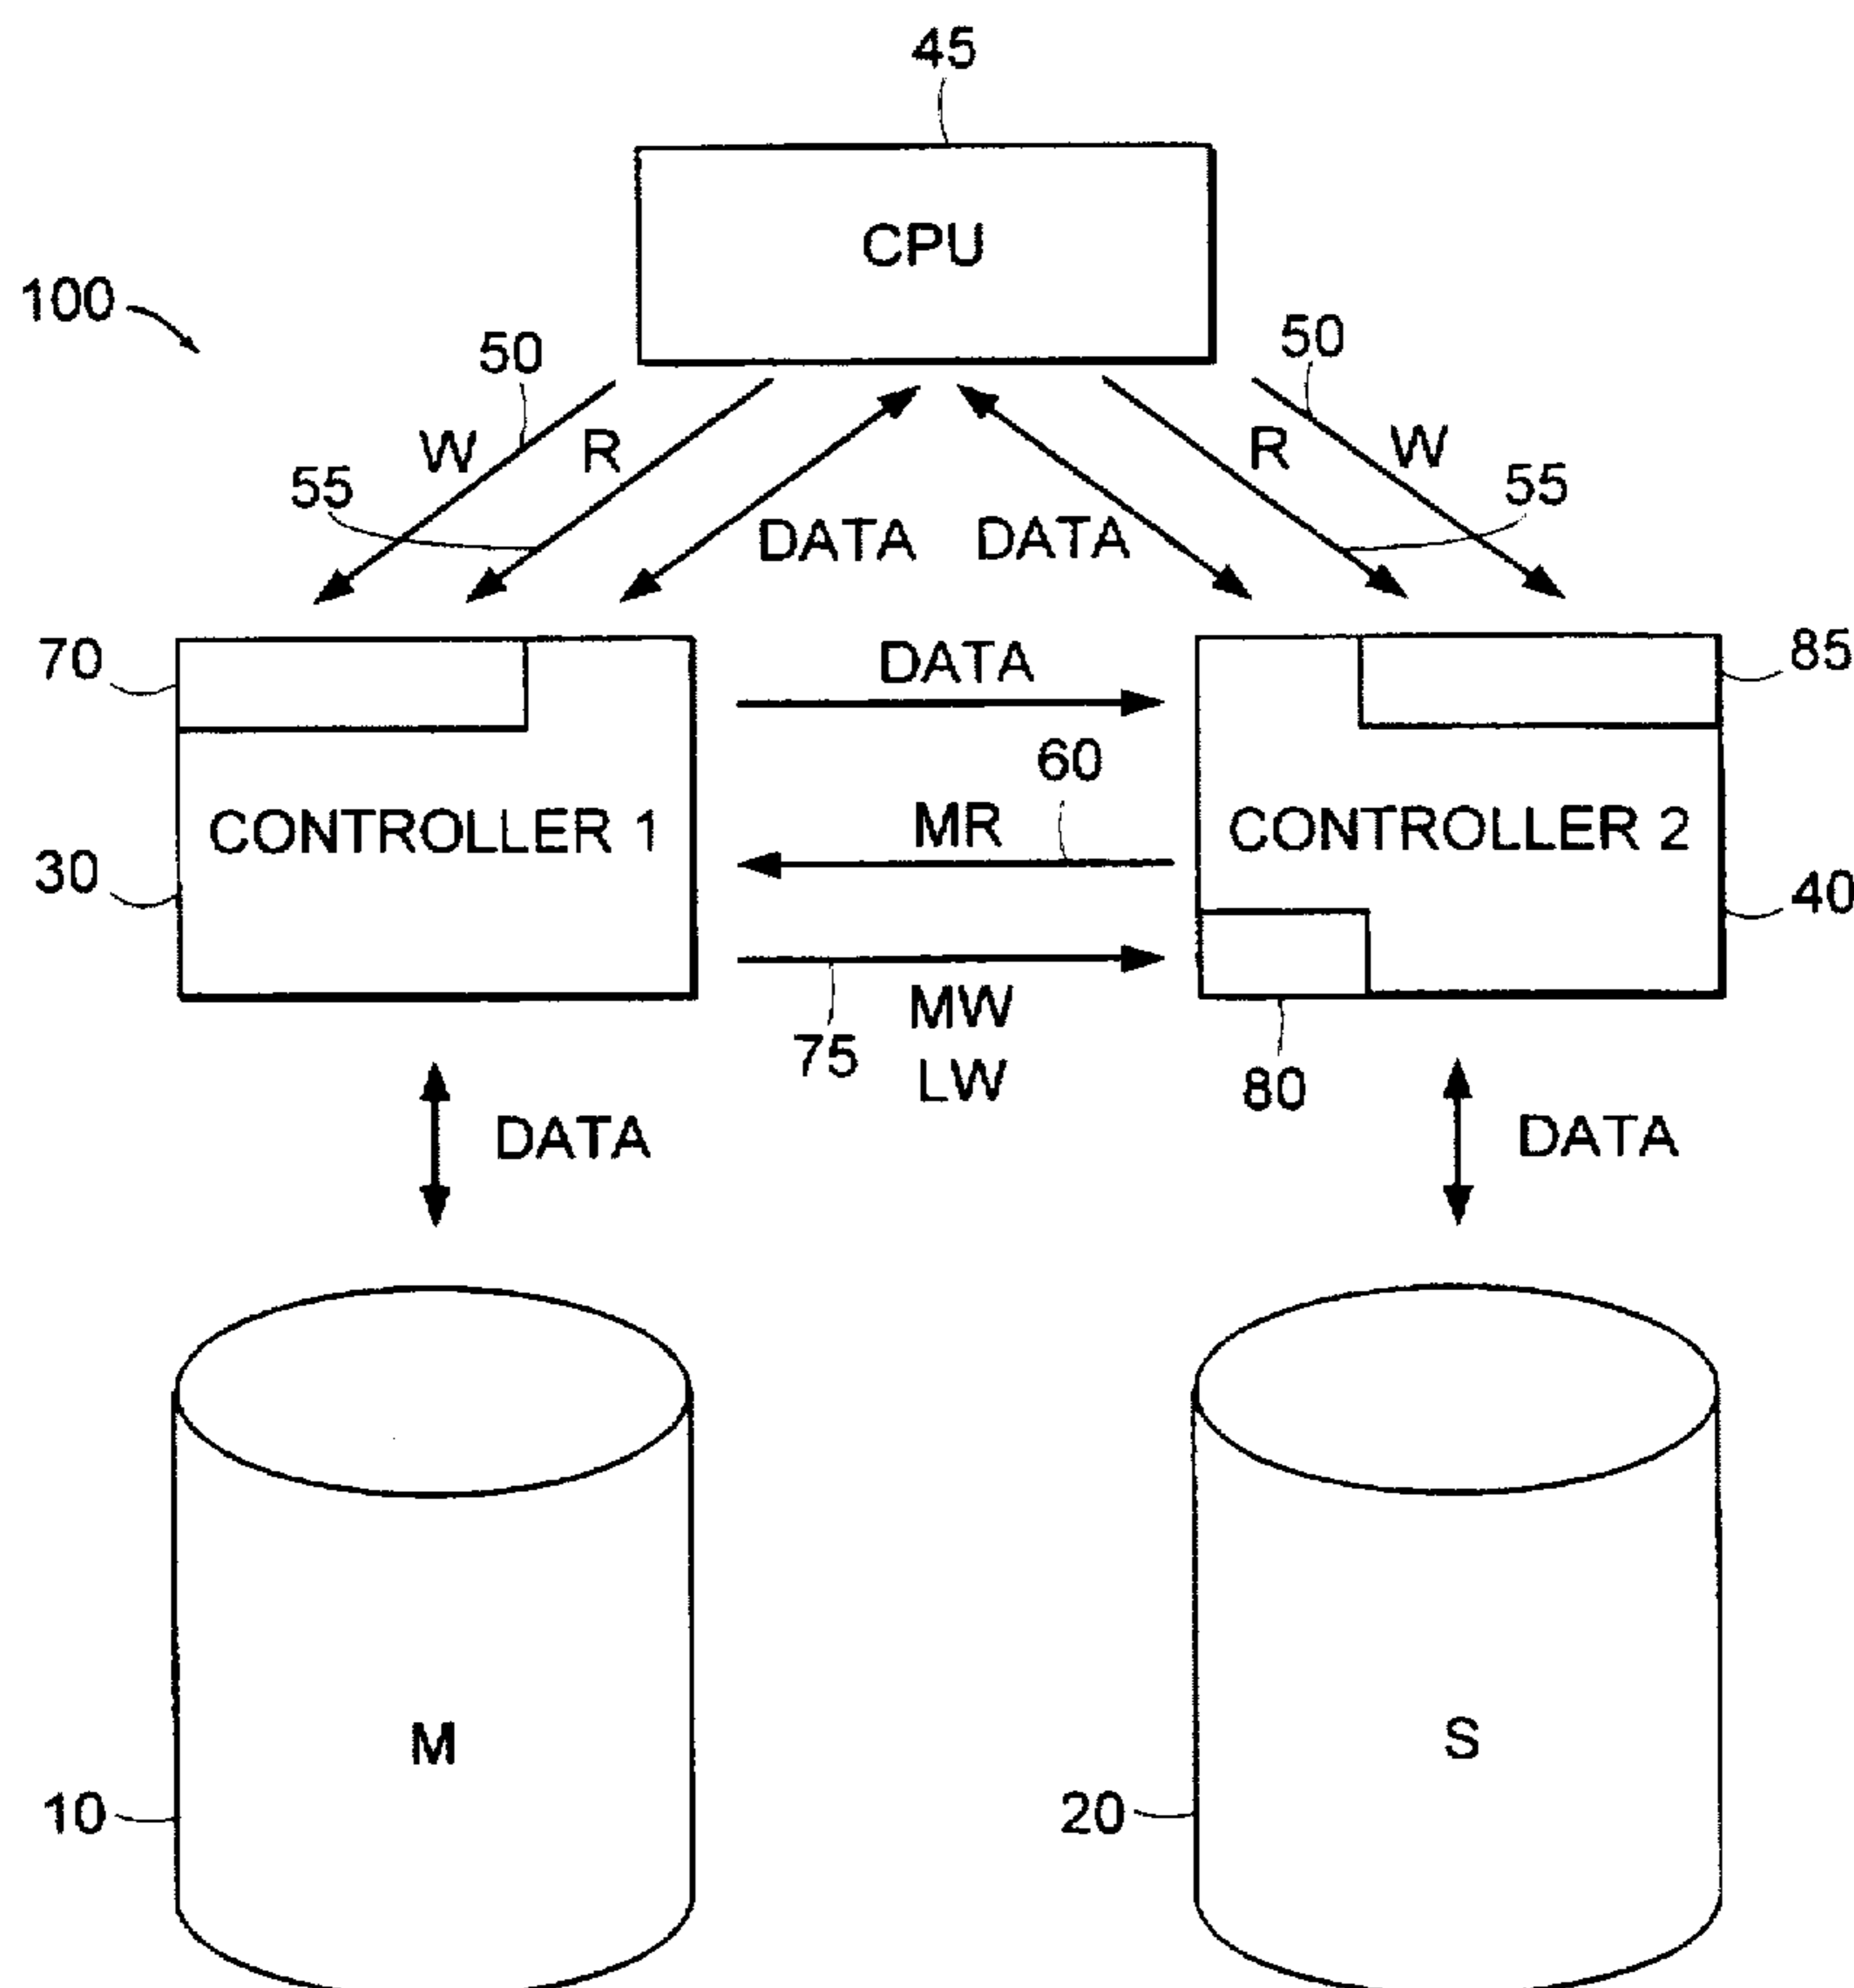 45
CPU
100
50
50
W
R
R
W
55
55
DATA
DATA
70
DATA
85
60
CONTROLLER 1
MR
CONTROLLER 2
30
40
75
MW
LW
80
DATA
DATA
M
S
10
20